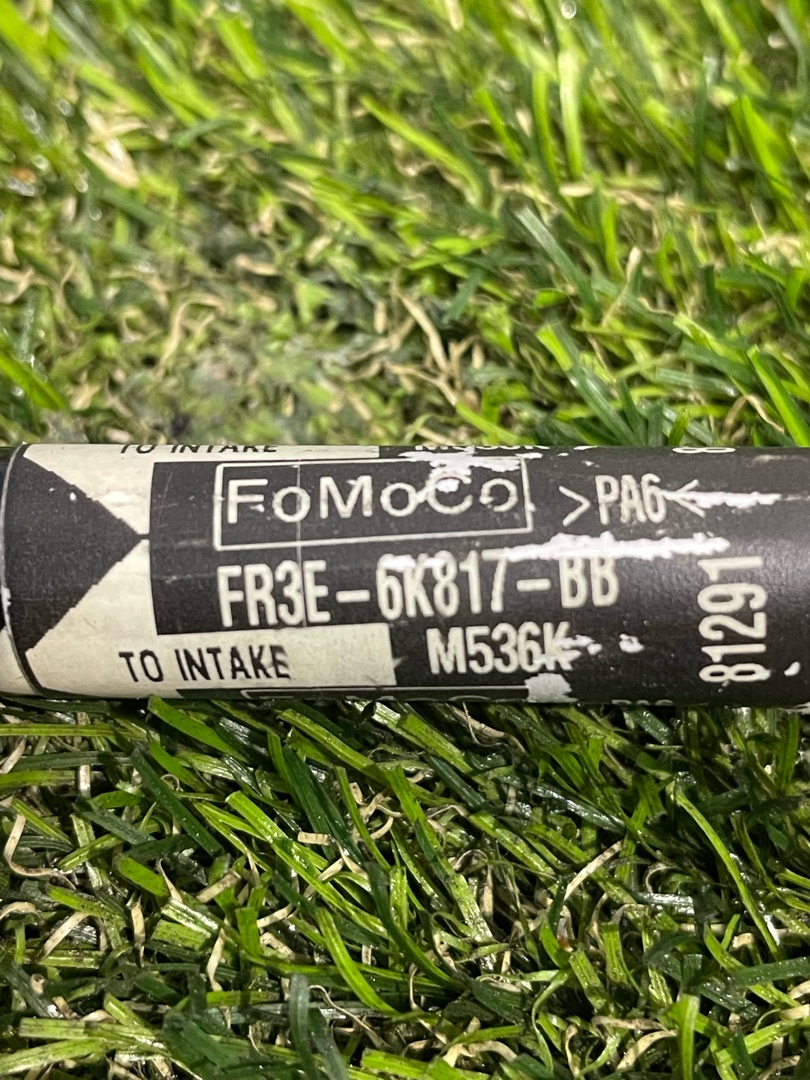 TO INTAKE
FoMoCo >PA6<
FR3E-6K817-BB
TO INTAKE M536K
81291